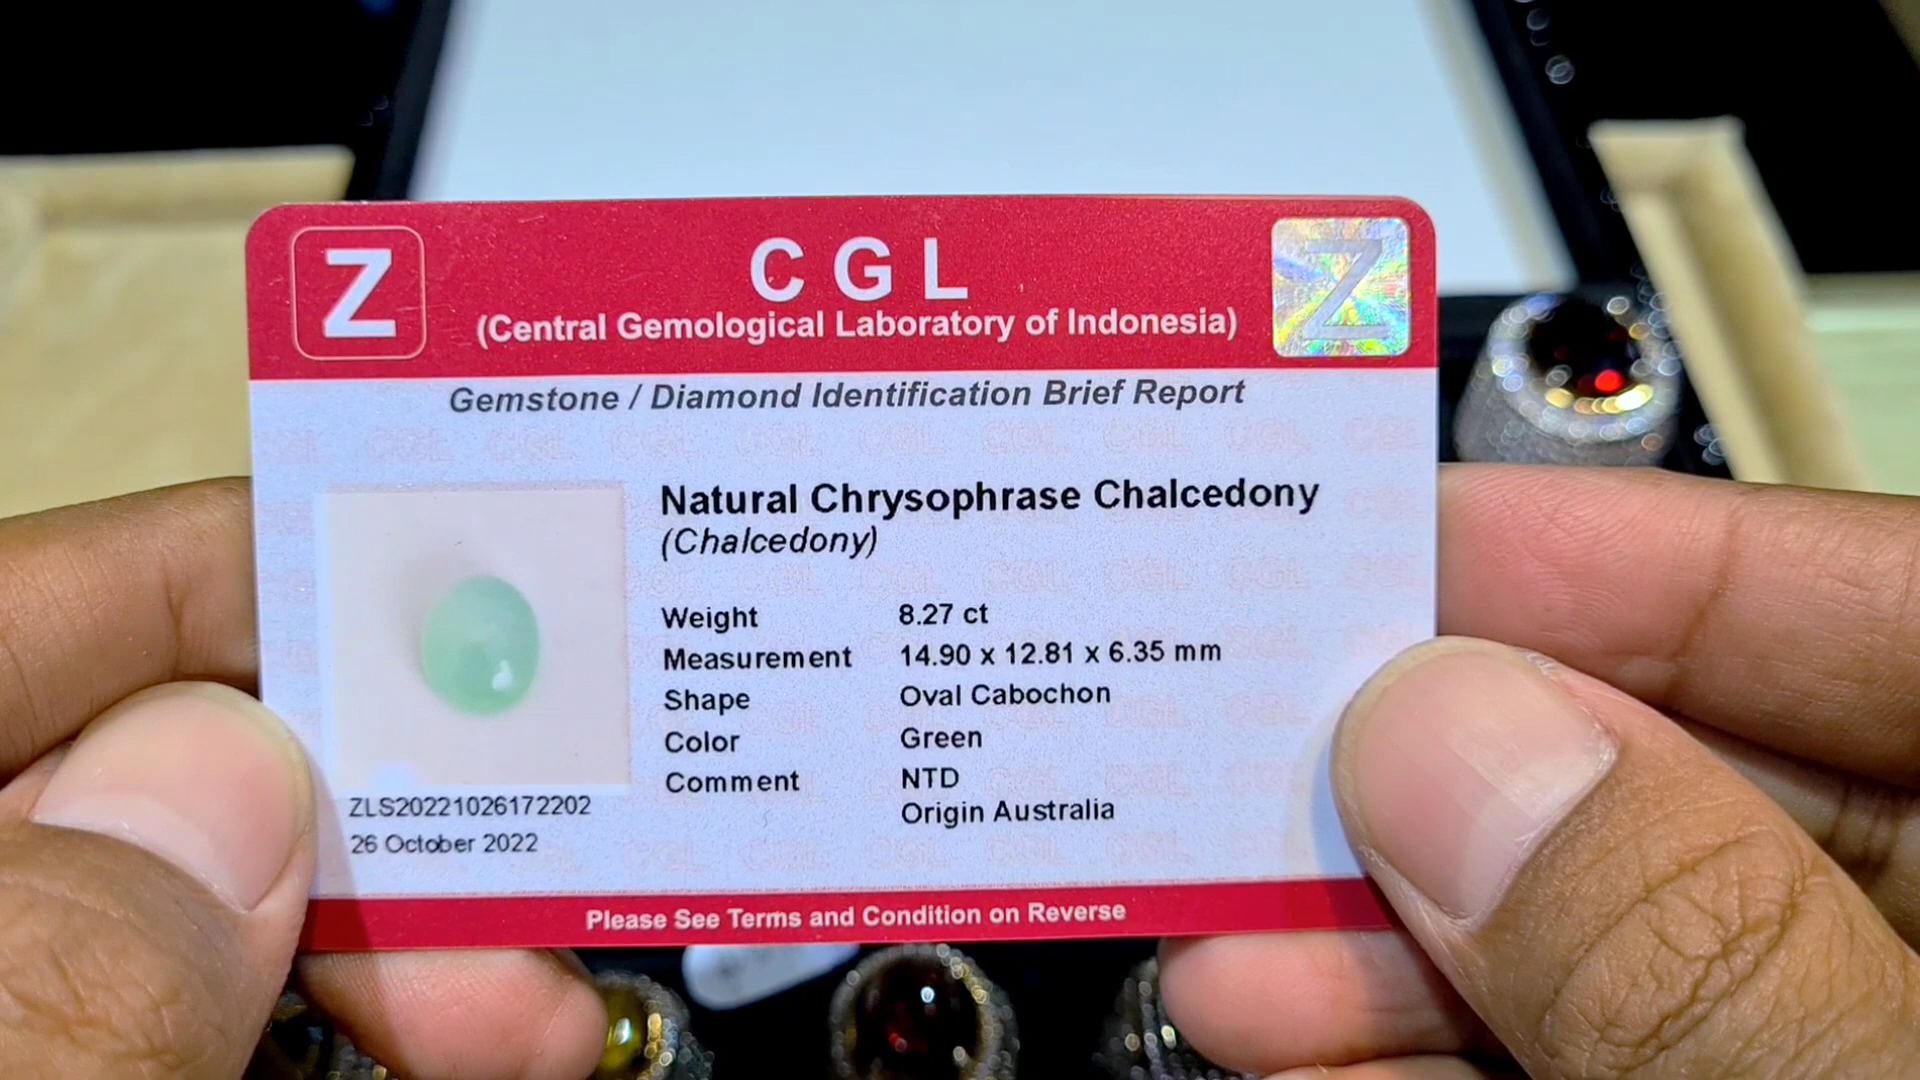 Z
C G L
Z
(Central Gemological Laboratory of Indonesia)
Gemstone / Diamond Identification Brief Report
Natural Chrysophrase Chalcedony
(Chalcedony)
Weight 8.27 ct
Measurement 14.90 x 12.81 x 6.35 mm
Shape Oval Cabochon
Color Green
Comment NTD
Origin Australia
ZLS20221026172202
26 October 2022
Please See Terms and Condition on Reverse